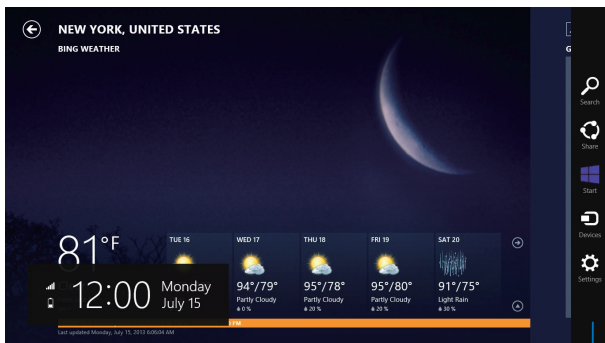 NEW YORK, UNITED STATES
BING WEATHER
G
Search
Share
Start
Devices
Settings
81°F
TUE 16
WED 17
94°/79°
Partly Cloudy
0 %
THU 18
95°/78°
Partly Cloudy
20 %
FRI 19
95°/80°
Partly Cloudy
20 %
SAT 20
91°/75°
Light Rain
30 %
12:00
Monday
July 15
PM
Last updated Monday, July 15, 2013 6:06:04 AM